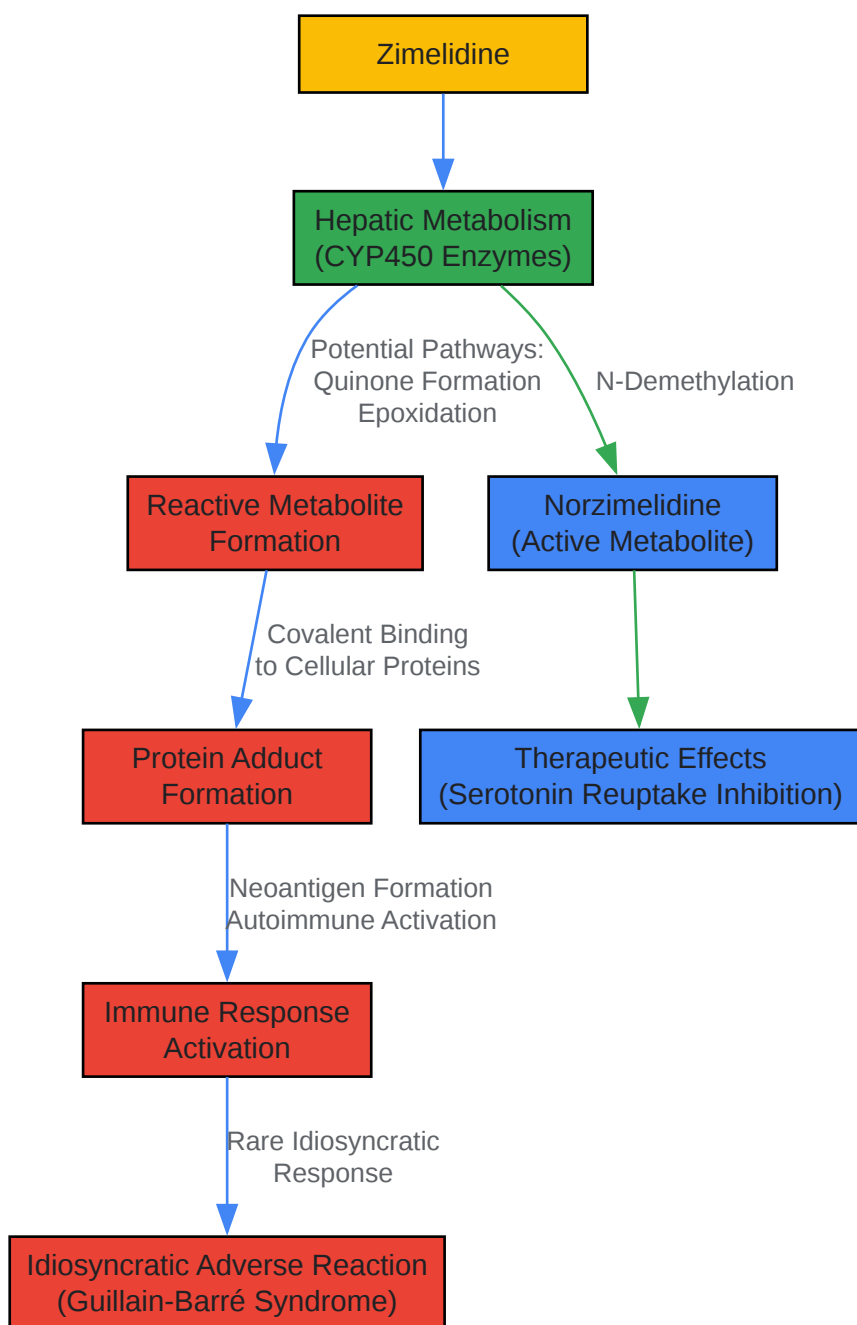 Zimelidine
Hepatic Metabolism
(CYP450 Enzymes)
Potential Pathways:
Quinone Formation
Epoxidation
N-Demethylation
Reactive Metabolite
Formation
Norzimelidine
(Active Metabolite)
Covalent Binding
to Cellular Proteins
Protein Adduct
Formation
Therapeutic Effects
(Serotonin Reuptake Inhibition)
Neoantigen Formation
Autoimmune Activation
Immune Response
Activation
Rare Idiosyncratic
Response
Idiosyncratic Adverse Reaction
(Guillain-Barré Syndrome)